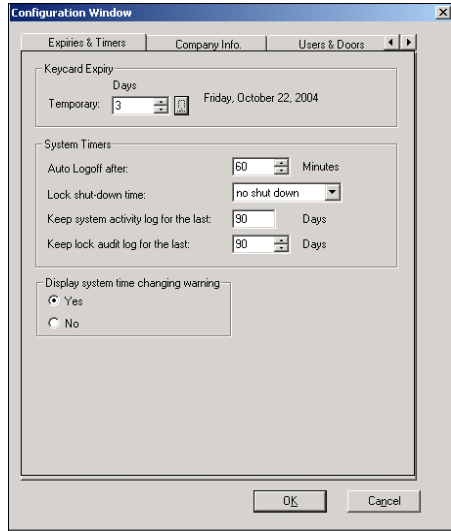 Configuration Window
Expiries & Timers Company Info. Users & Doors
Keycard Expiry
Days
Temporary: 3 Friday, October 22, 2004
System Timers
Auto Logoff after: 60 Minutes
Lock shut-down time: no shut down
Keep system activity log for the last: 90 Days
Keep lock audit log for the last: 90 Days
Display system time changing warning
Yes
No
OK Cancel